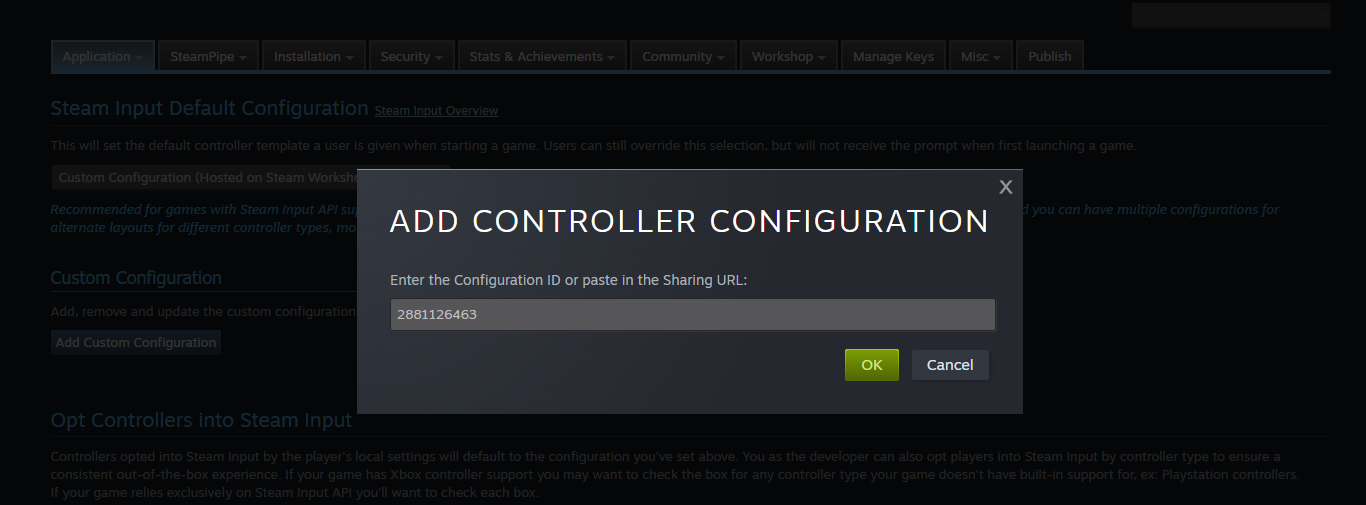 Application SteamPipe Installation Security Stats & Achievements Community Workshop Manage Keys Misc Publish
Steam Input Default Configuration Steam Input Overview
This will set the default controller template a user is given when starting a game. Users can still override this selection, but will not receive the prompt when first launching a game.
Custom Configuration (Hosted on Steam Worksho
X
Recommended for games with Steam Input API sup
d you can have multiple configurations for
ADD CONTROLLER CONFIGURATION
alternate layouts for different controller types, mo
Custom Configuration
Enter the Configuration ID or paste in the Sharing URL:
Add, remove and update the custom configuration
2881126463
Add Custom Configuration
OK Cancel
Opt Controllers into Steam Input
Controllers opted into Steam Input by the player's local settings will default to the configuration you've set above. You as the developer can also opt players into Steam Input by controller type to ensure a
consistent out-of-the-box experience. If your game has Xbox controller support you may want to check the box for any controller type your game doesn't have built-in support for, ex: Playstation controllers.
If your game relies exclusively on Steam Input API you'll want to check each box.